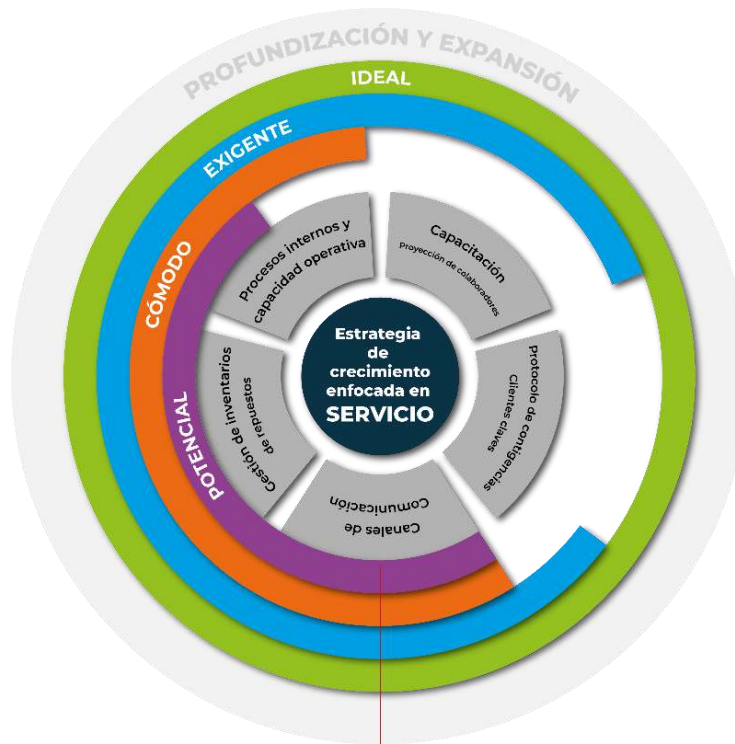 PROFUNDIZACIÓN Y EXPANSIÓN
IDEAL
EXIGENTE
CÓMODO
POTENCIAL
Procesos internos y
capacidad operativa
Capacitación
Proyección de colaboradores
Protocolo de contigencias
Clientes claves
Canales de
Comunicación
Gestión de inventarios
de repuestos
Estrategia
de
crecimiento
enfocada en
SERVICIO